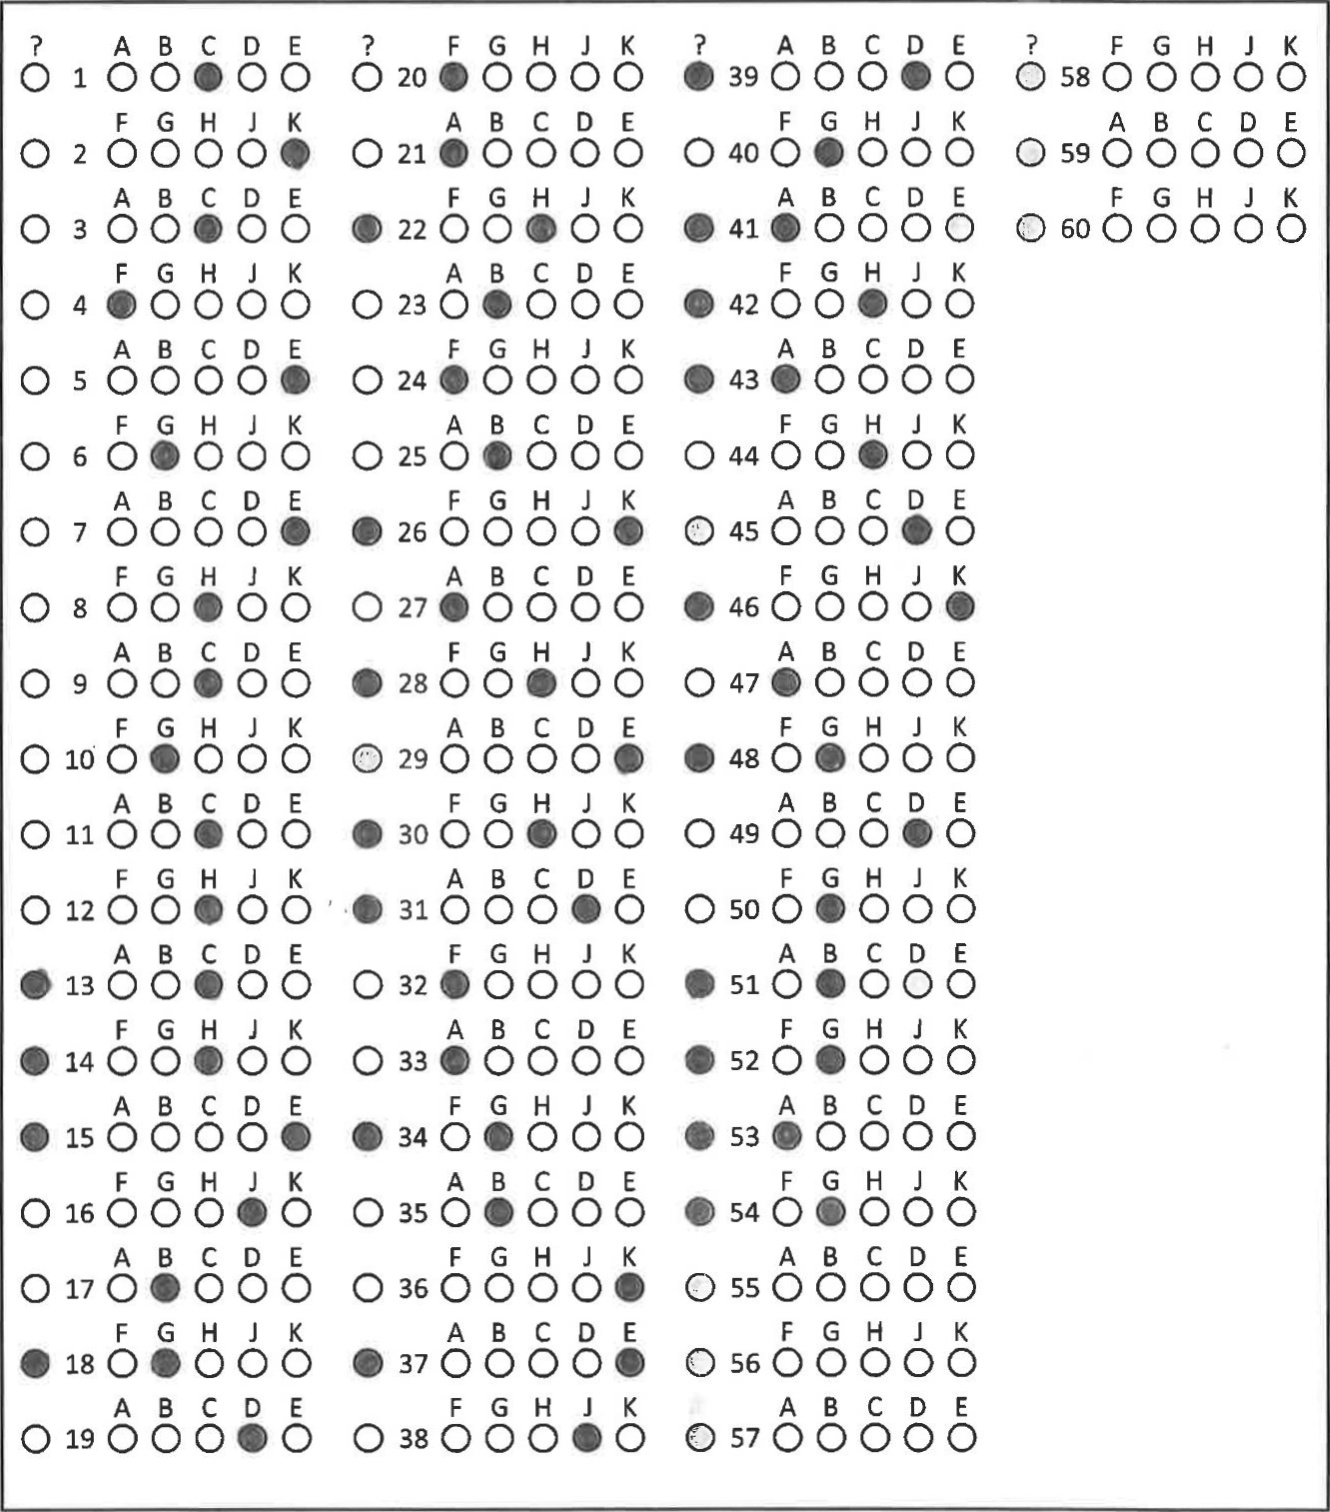 ? A B C D E
1
F G H J K
2
A B C D E
3
F G H J K
4
A B C D E
5
F G H J K
6
A B C D E
7
F G H J K
8
A B C D E
9
F G H J K
10
A B C D E
11
F G H J K
12
A B C D E
13
F G H J K
14
A B C D E
15
F G H J K
16
A B C D E
17
F G H J K
18
A B C D E
19
? F G H J K
20
A B C D E
21
F G H J K
22
A B C D E
23
F G H J K
24
A B C D E
25
F G H J K
26
A B C D E
27
F G H J K
28
A B C D E
29
F G H J K
30
A B C D E
31
F G H J K
32
A B C D E
33
F G H J K
34
A B C D E
35
F G H J K
36
A B C D E
37
F G H J K
38
? A B C D E
39
F G H J K
40
A B C D E
41
F G H J K
42
A B C D E
43
F G H J K
44
A B C D E
45
F G H J K
46
A B C D E
47
F G H J K
48
A B C D E
49
F G H J K
50
A B C D E
51
F G H J K
52
A B C D E
53
F G H J K
54
A B C D E
55
F G H J K
56
A B C D E
57
? F G H J K
58
A B C D E
59
F G H J K
60